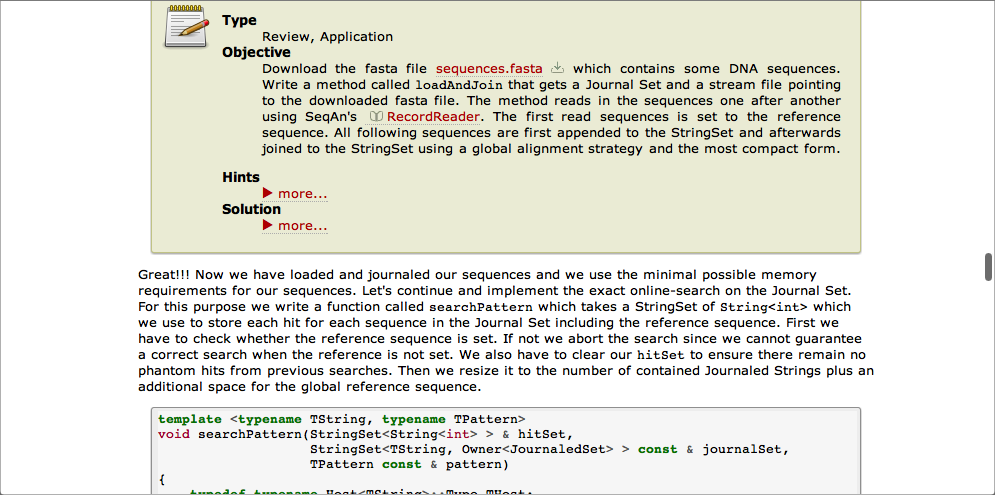 Type
Review, Application
Objective
Download the fasta file sequences.fasta which contains some DNA sequences.
Write a method called loadAndJoin that gets a Journal Set and a stream file pointing
to the downloaded fasta file. The method reads in the sequences one after another
using SeqAn's RecordReader. The first read sequences is set to the reference
sequence. All following sequences are first appended to the StringSet and afterwards
joined to the StringSet using a global alignment strategy and the most compact form.
Hints
▶ more...
Solution
▶ more...
Great!!! Now we have loaded and journaled our sequences and we use the minimal possible memory
requirements for our sequences. Let's continue and implement the exact online-search on the Journal Set.
For this purpose we write a function called searchPattern which takes a StringSet of String<int> which
we use to store each hit for each sequence in the Journal Set including the reference sequence. First we
have to check whether the reference sequence is set. If not we abort the search since we cannot guarantee
a correct search when the reference is not set. We also have to clear our hitSet to ensure there remain no
phantom hits from previous searches. Then we resize it to the number of contained Journaled Strings plus an
additional space for the global reference sequence.
template <typename TString, typename TPattern>
void searchPattern(StringSet<String<int> > & hitSet,
StringSet<TString, Owner<JournaledSet> > const & journalSet,
TPattern const & pattern)
{
typedef typename Host<TString>::Type THost;